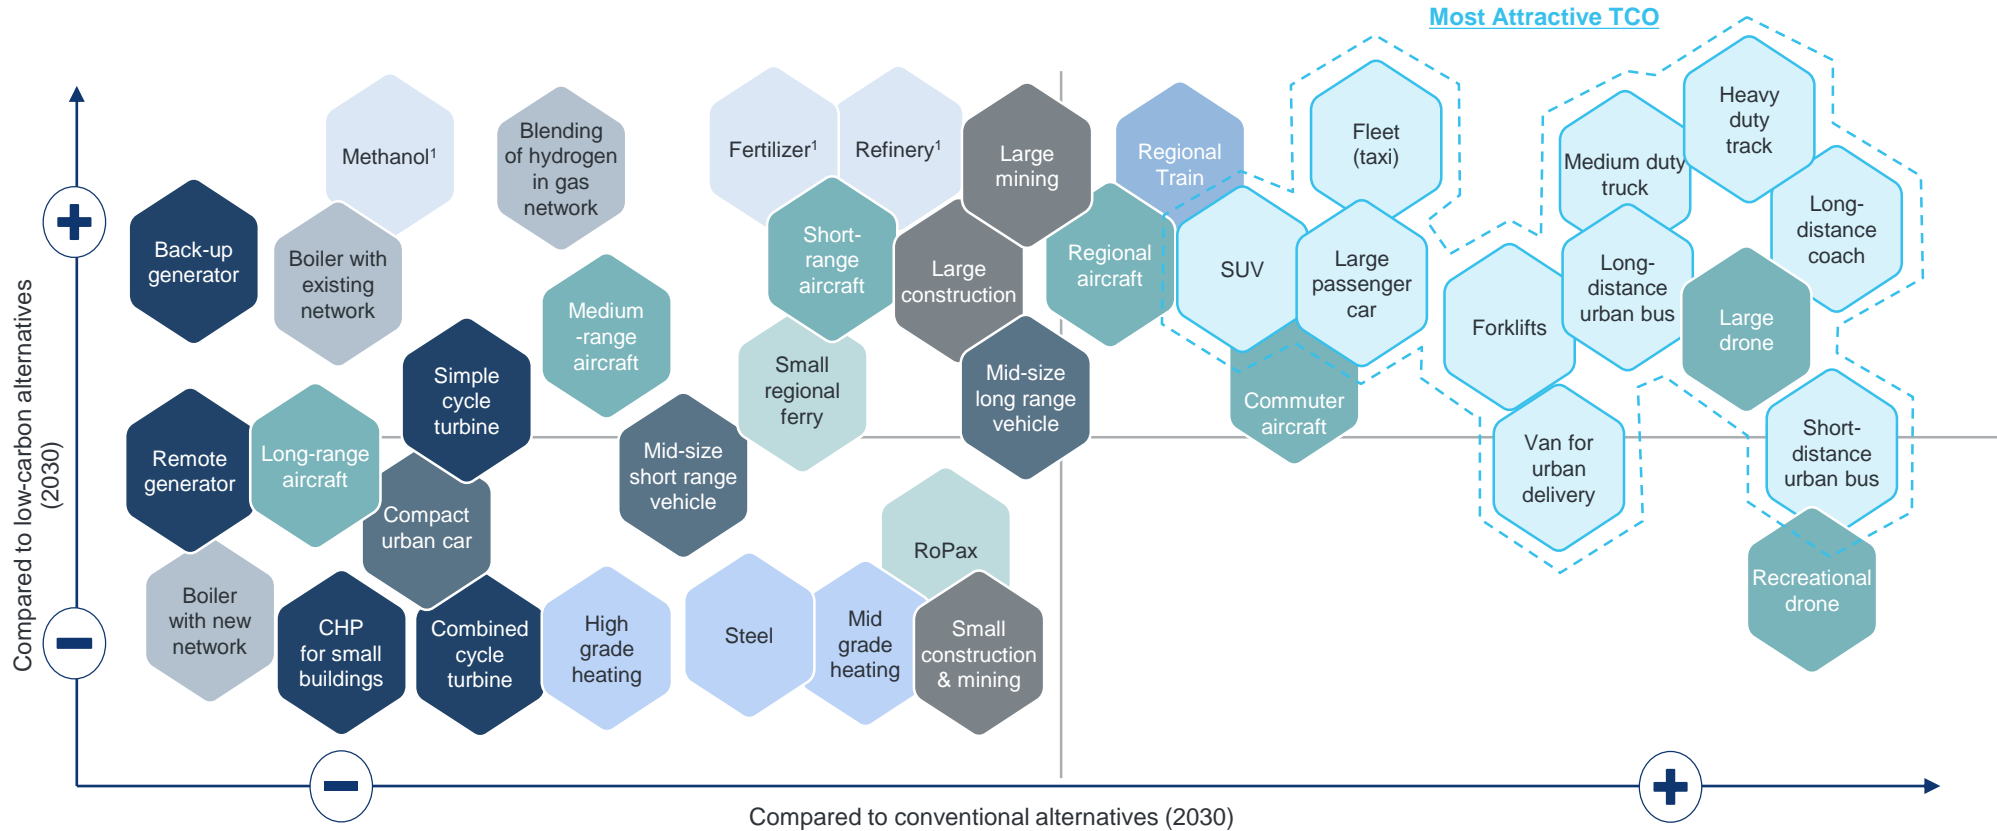 Most Attractive TCO
Heavy
duty
track
Fleet
(taxi)
Methanol¹
Blending
of hydrogen
in gas
network
Fertilizer¹
Refinery¹
Large
mining
Regional
Train
Medium duty
truck
Long-
distance
coach
Back-up
generator
Boiler with
existing
network
Short-
range
aircraft
Large
construction
Regional
aircraft
SUV
Large
passenger
car
Long-
distance
urban bus
Forklifts
Large
drone
Medium
-range
aircraft
Simple
cycle
turbine
Small
regional
ferry
Mid-size
long range
vehicle
Commuter
aircraft
Remote
generator
Long-range
aircraft
Mid-size
short range
vehicle
Van for
urban
delivery
Short-
distance
urban bus
Compact
urban car
RoPax
Recreational
drone
Boiler
with new
network
CHP
for small
buildings
Combined
cycle
turbine
High
grade
heating
Steel
Mid
grade
heating
Small
construction
& mining
Compared to low-carbon alternatives
(2030)
Compared to conventional alternatives (2030)